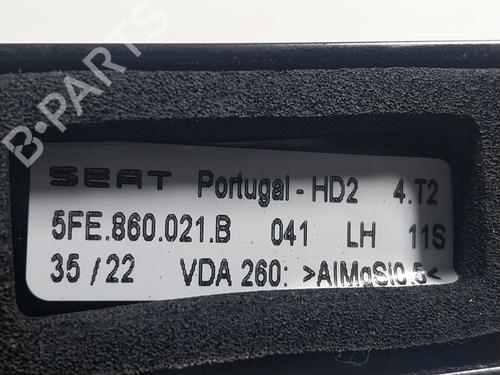 B-PARTS
SEAT Portugal - HD2 4.T2
5FE.860.021.B 041 LH 11S
35 / 22 VDA 260: >AlMgSi0.5<